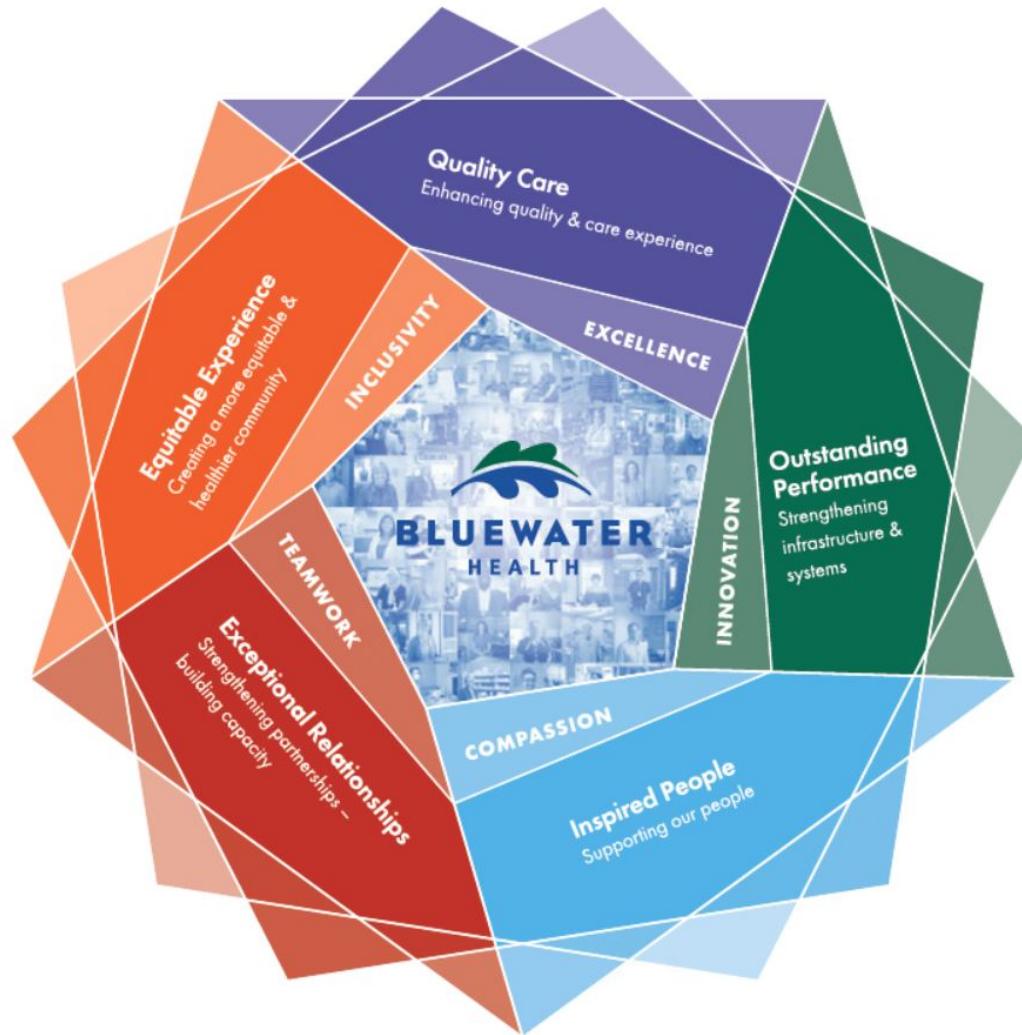 Quality Care
Enhancing quality & care experience
EXCELLENCE
Outstanding
Performance
Strengthening
infrastructure &
systems
INNOVATION
Inspired People
Supporting our people
COMPASSION
Exceptional Relationships
Strengthening partnerships –
building capacity
TEAMWORK
Equitable Experience
Creating a more equitable &
healthier community
INCLUSIVITY
BLUEWATER
HEALTH